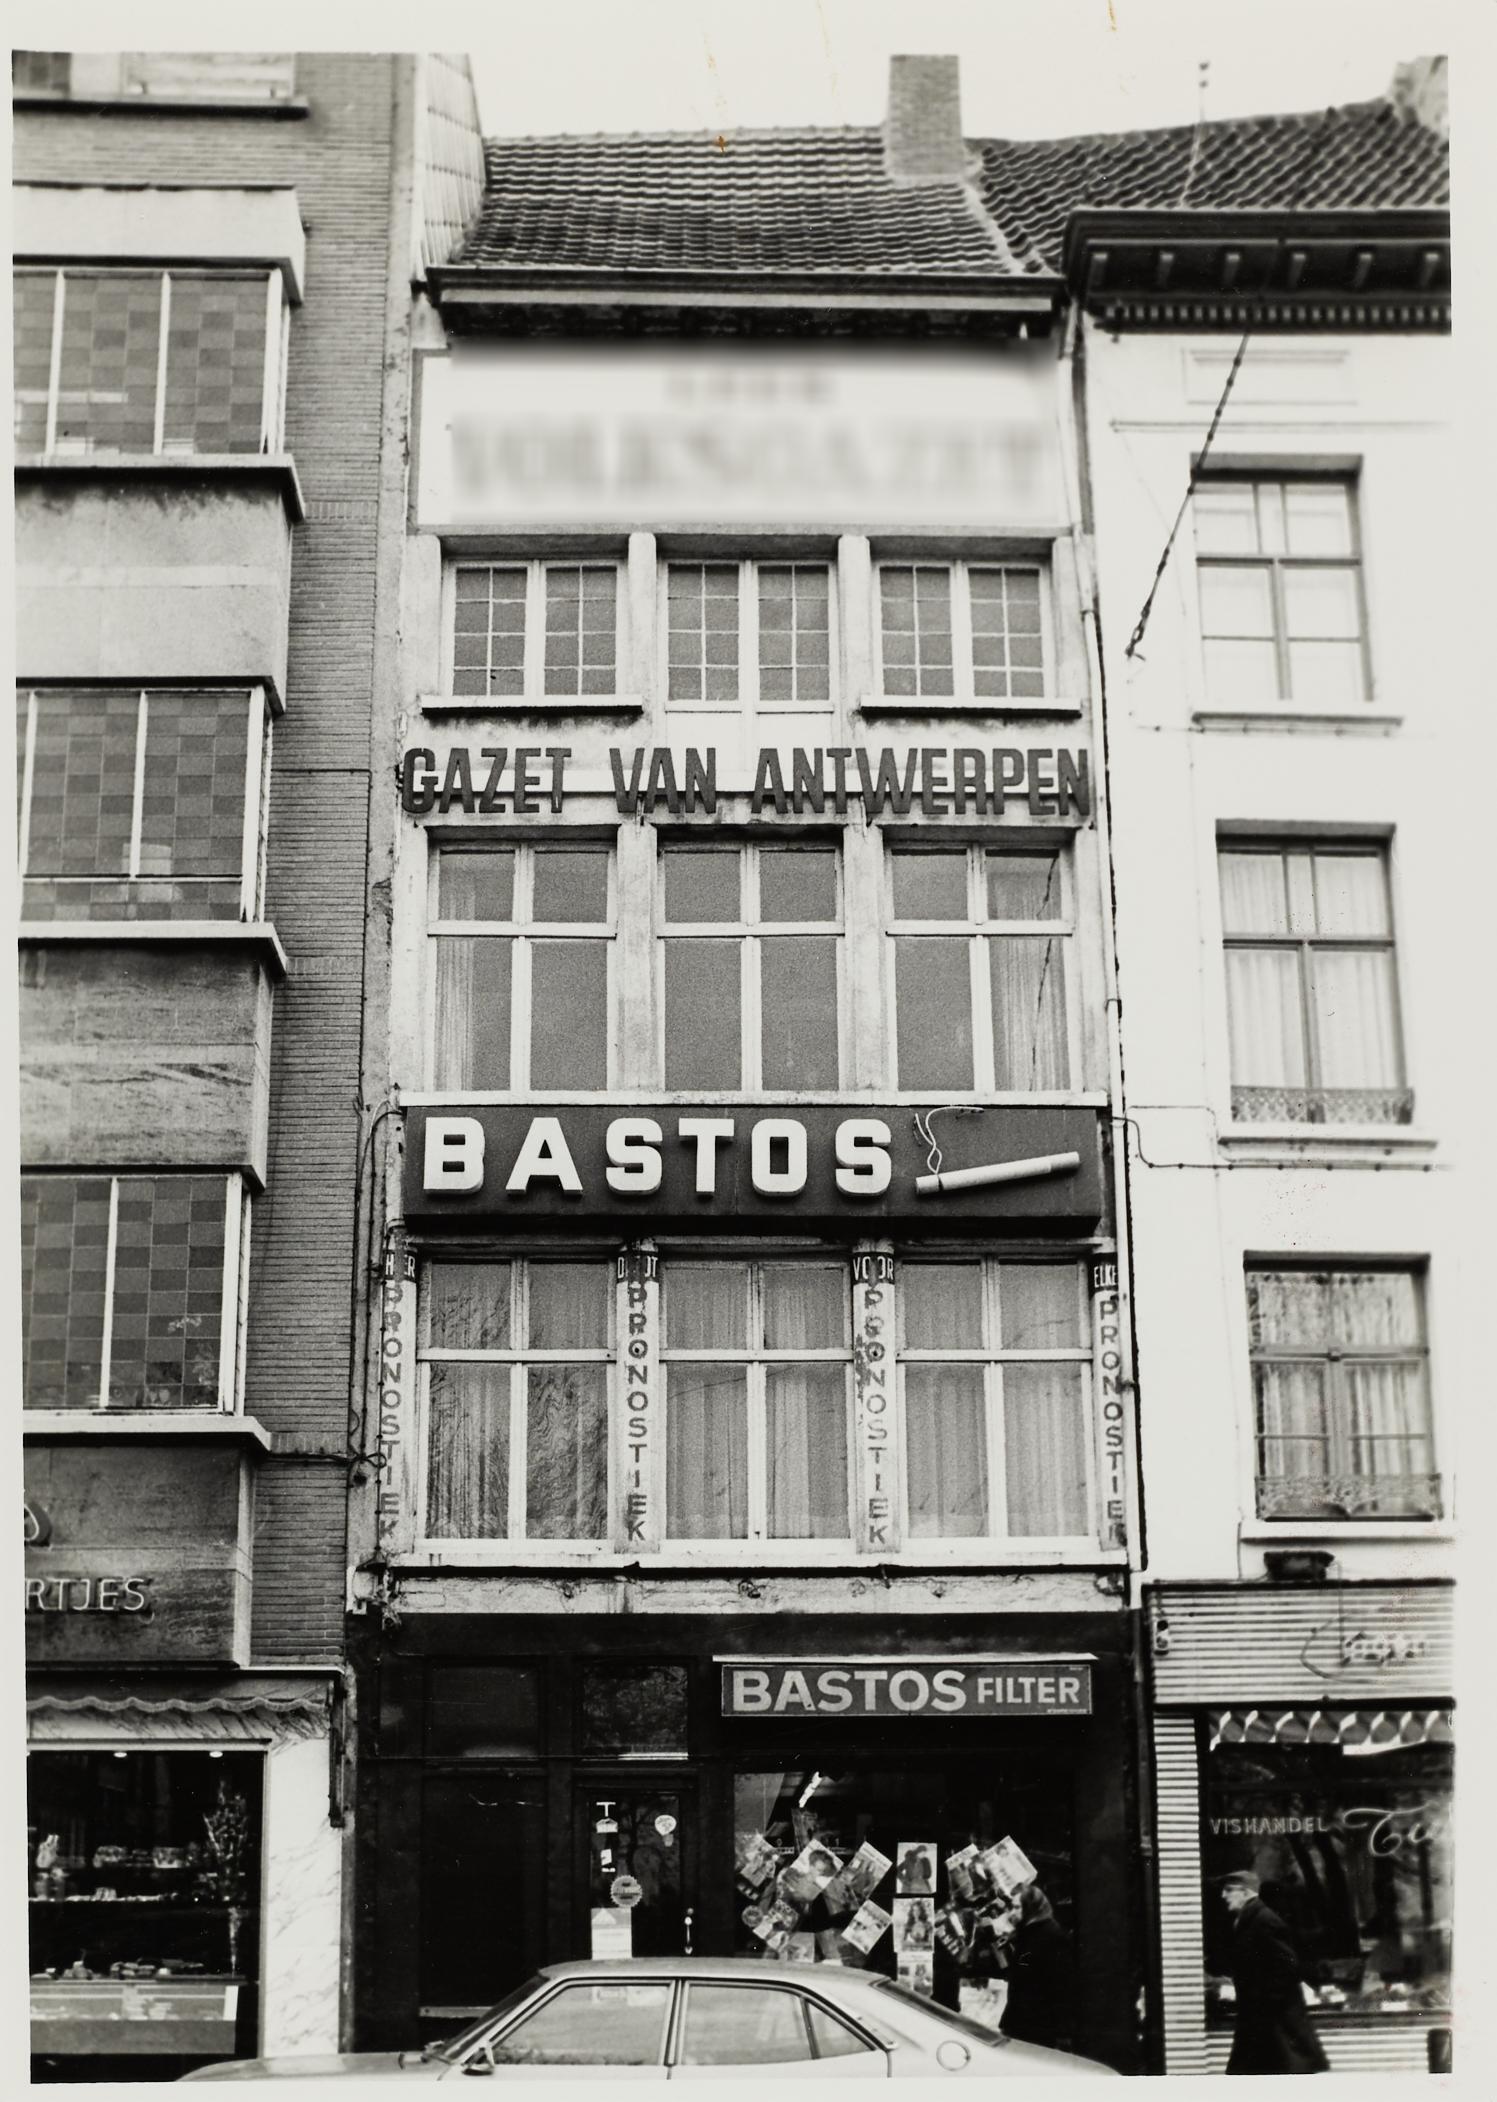 GAZET VAN ANTWERPEN
BASTOS
HIER
DEPOT
VOOR
ELKE
PRONOSTIEK
PRONOSTIEK
PRONOSTIEK
PRONOSTIEK
RTJES
BASTOS FILTER
VISHANDEL